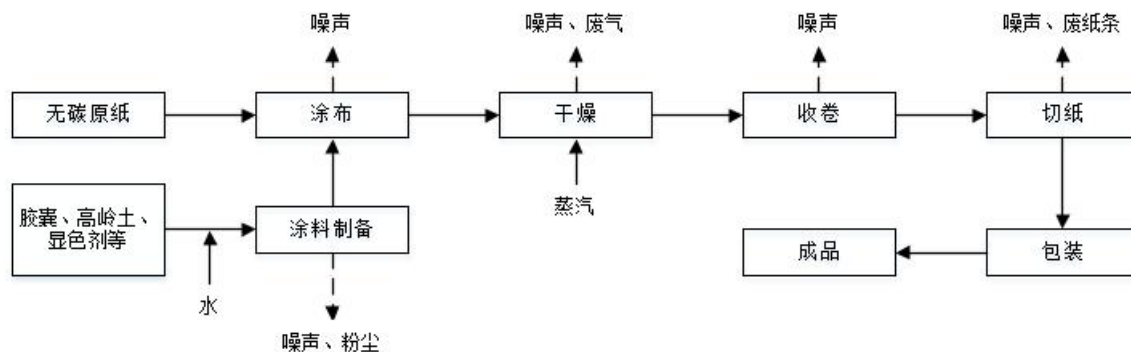 噪声
噪声、废气
噪声
噪声、废纸条
无碳原纸
涂布
干燥
收卷
切纸
胶囊、高岭土、
显色剂等
涂料制备
蒸汽
成品
包装
水
噪声、粉尘